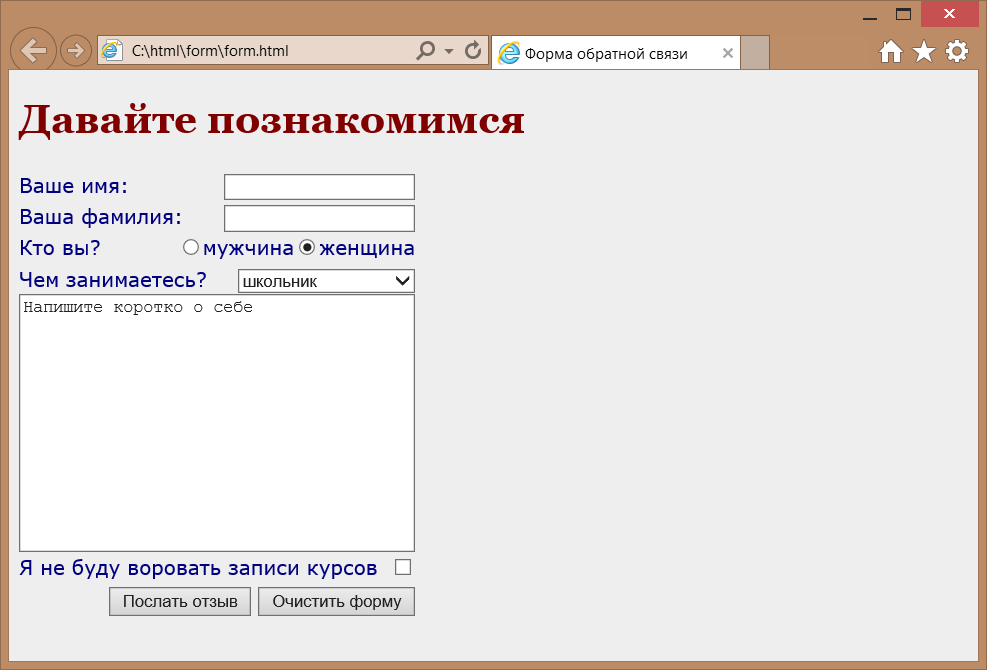 C:\html\form\form.html
Форма обратной связи
Давайте познакомимся
Ваше имя:
Ваша фамилия:
Кто вы? мужчина женщина
Чем занимаетесь? школьник
Напишите коротко о себе
Я не буду воровать записи курсов
Послать отзыв Очистить форму